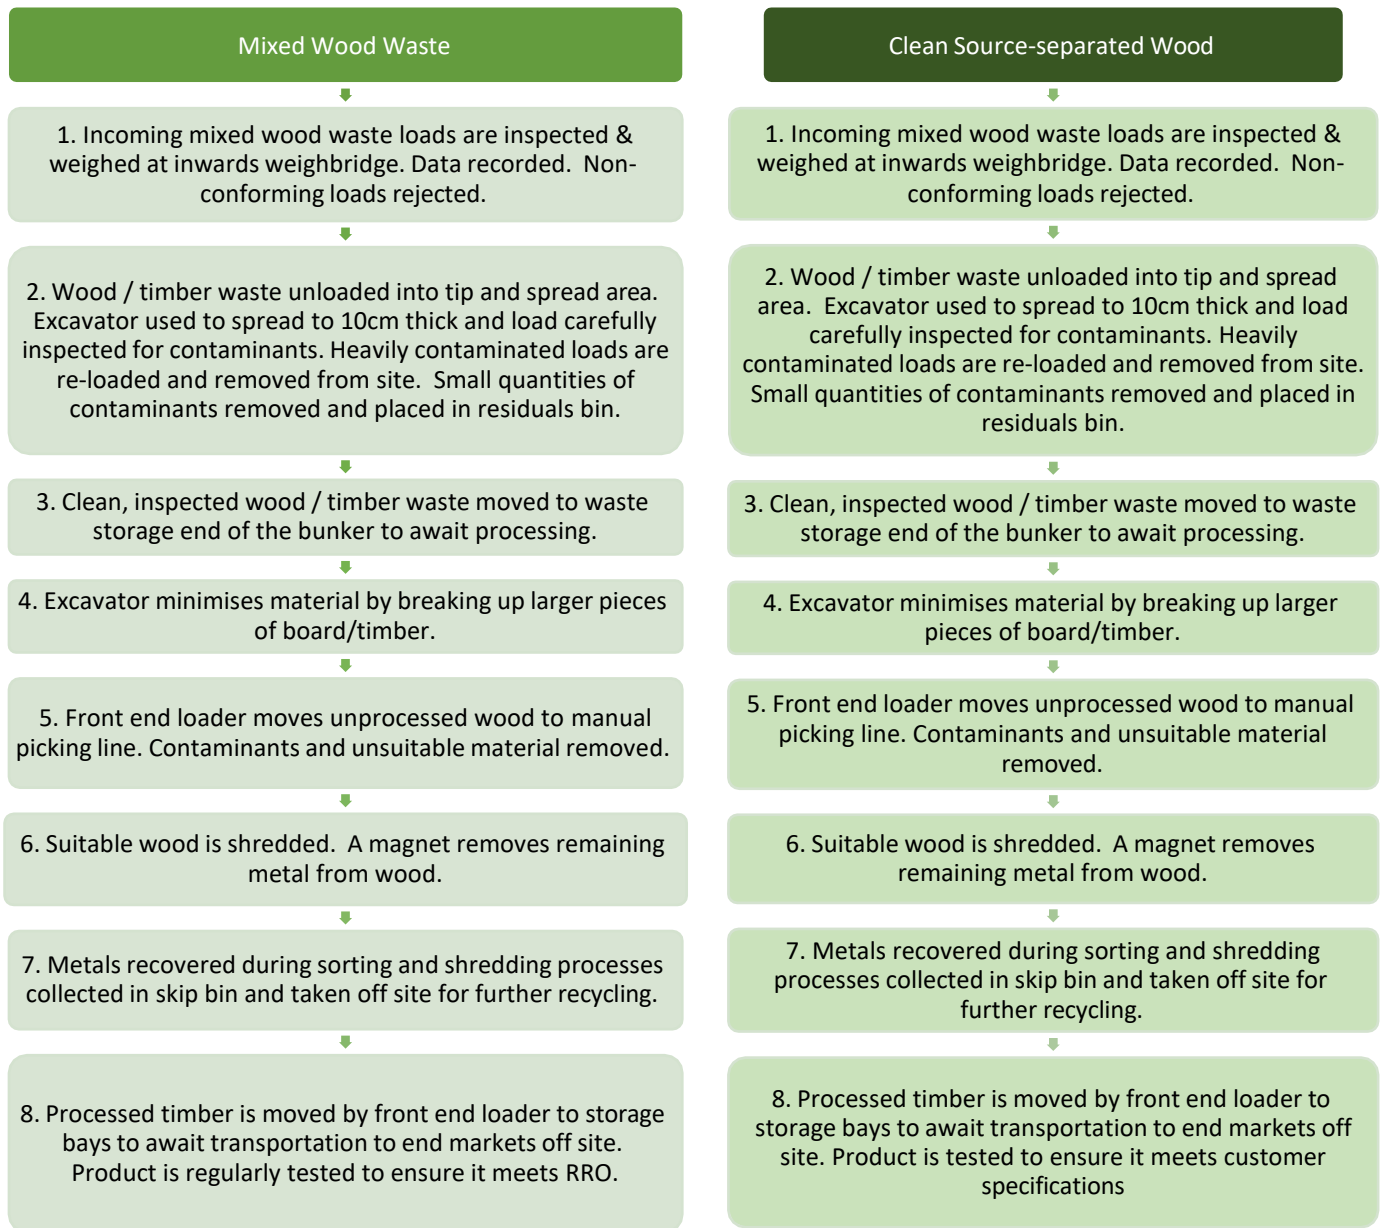 Mixed Wood Waste
1. Incoming mixed wood waste loads are inspected &
weighed at inwards weighbridge. Data recorded.  Non-
conforming loads rejected.
2. Wood / timber waste unloaded into tip and spread area.
Excavator used to spread to 10cm thick and load carefully
inspected for contaminants. Heavily contaminated loads are
re-loaded and removed from site.  Small quantities of
contaminants removed and placed in residuals bin.
3. Clean, inspected wood / timber waste moved to waste
storage end of the bunker to await processing.
4. Excavator minimises material by breaking up larger pieces
of board/timber.
5. Front end loader moves unprocessed wood to manual
picking line. Contaminants and unsuitable material removed.
6. Suitable wood is shredded.  A magnet removes remaining
metal from wood.
7. Metals recovered during sorting and shredding processes
collected in skip bin and taken off site for further recycling.
8. Processed timber is moved by front end loader to storage
bays to await transportation to end markets off site.
Product is regularly tested to ensure it meets RRO.
Clean Source-separated Wood
1. Incoming mixed wood waste loads are inspected &
weighed at inwards weighbridge. Data recorded.  Non-
conforming loads rejected.
2. Wood / timber waste unloaded into tip and spread
area.  Excavator used to spread to 10cm thick and load
carefully inspected for contaminants. Heavily
contaminated loads are re-loaded and removed from site.
Small quantities of contaminants removed and placed in
residuals bin.
3. Clean, inspected wood / timber waste moved to waste
storage end of the bunker to await processing.
4. Excavator minimises material by breaking up larger
pieces of board/timber.
5. Front end loader moves unprocessed wood to manual
picking line. Contaminants and unsuitable material
removed.
6. Suitable wood is shredded.  A magnet removes
remaining metal from wood.
7. Metals recovered during sorting and shredding
processes collected in skip bin and taken off site for
further recycling.
8. Processed timber is moved by front end loader to
storage bays to await transportation to end markets off
site. Product is tested to ensure it meets customer
specifications